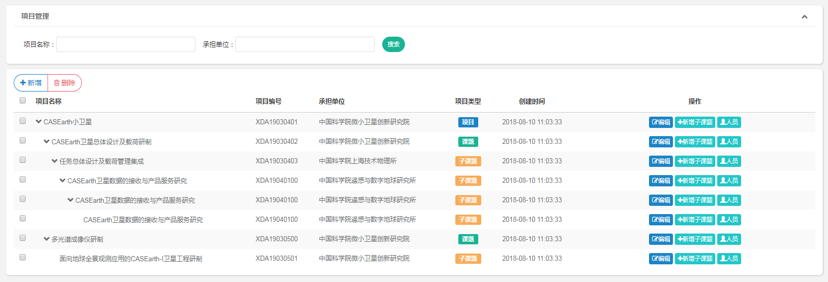 项目管理
项目名称： 承担单位： 搜索
新增 删除
项目名称 项目编号 承担单位 项目类型 创建时间 操作
CASEarth小卫星 XDA19030401 中国科学院微小卫星创新研究院 项目 2018-08-10 11:03:33 编辑 新增子课题 人员
CASEarth卫星总体设计及载荷研制 XDA19030402 中国科学院微小卫星创新研究院 课题 2018-08-10 11:03:33 编辑 新增子课题 人员
任务总体设计及载荷管理集成 XDA19030403 中国科学院上海技术物理所 子课题 2018-08-10 11:03:33 编辑 新增子课题 人员
CASEarth卫星数据的接收与产品服务研究 XDA19040100 中国科学院遥感与数字地球研究所 子课题 2018-08-10 11:03:33 编辑 新增子课题 人员
CASEarth卫星数据的接收与产品服务研究 XDA19040100 中国科学院遥感与数字地球研究所 子课题 2018-08-10 11:03:33 编辑 新增子课题 人员
CASEarth卫星数据的接收与产品服务研究 XDA19040100 中国科学院遥感与数字地球研究所 子课题 2018-08-10 11:03:33 编辑 新增子课题 人员
多光谱成像仪研制 XDA19030500 中国科学院微小卫星创新研究院 课题 2018-08-10 11:03:33 编辑 新增子课题 人员
面向地球全景观测应用的CASEarth-I卫星工程研制 XDA19030501 中国科学院微小卫星创新研究院 子课题 2018-08-10 11:03:33 编辑 新增子课题 人员